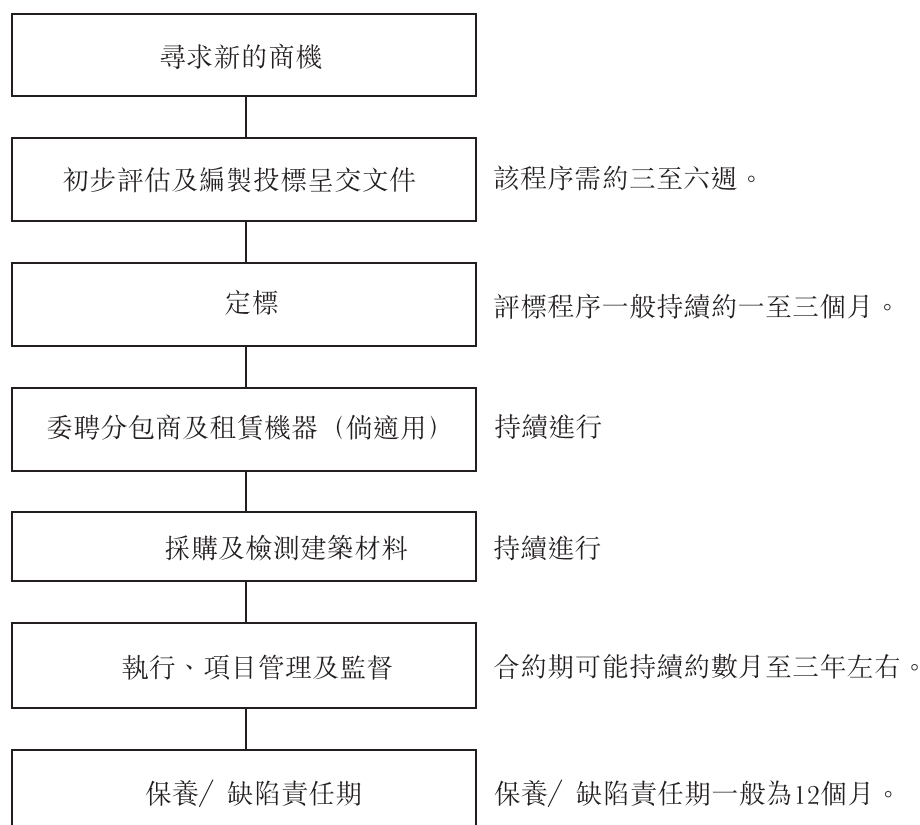 尋求新的商機
初步評估及編製投標呈交文件
該程序需約三至六週。
定標
評標程序一般持續約一至三個月。
委聘分包商及租賃機器（倘適用）
持續進行
採購及檢測建築材料
持續進行
執行、項目管理及監督
合約期可能持續約數月至三年左右。
保養/ 缺陷責任期
保養/ 缺陷責任期一般為12個月。